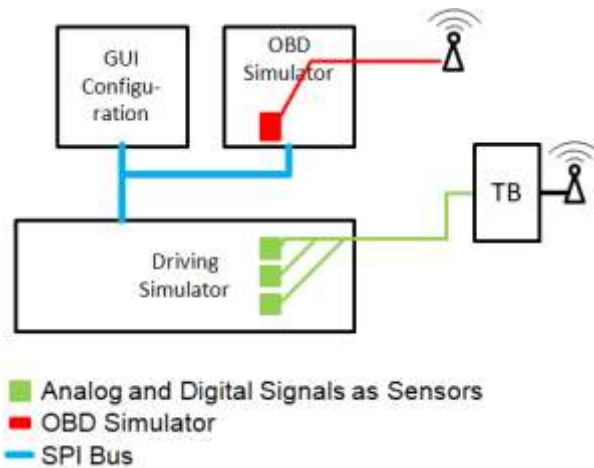 GUI
Configu-
ration
OBD
Simulator
TB
Driving
Simulator
Analog and Digital Signals as Sensors
OBD Simulator
SPI Bus